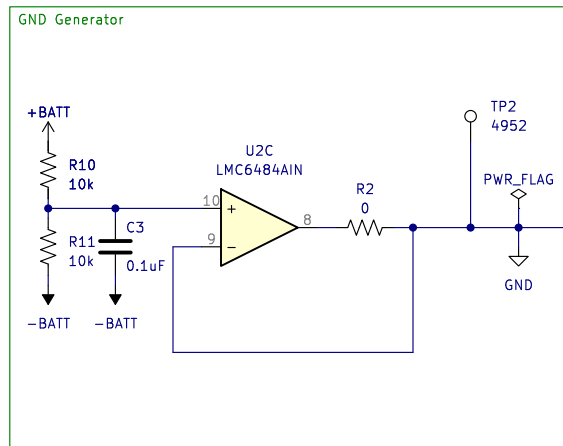 GND Generator
+BATT
R10
10k
R11
10k
C3
0.1uF
-BATT
-BATT
U2C
LMC6484AIN
10
+
9
-
8
R2
0
TP2
4952
PWR_FLAG
GND